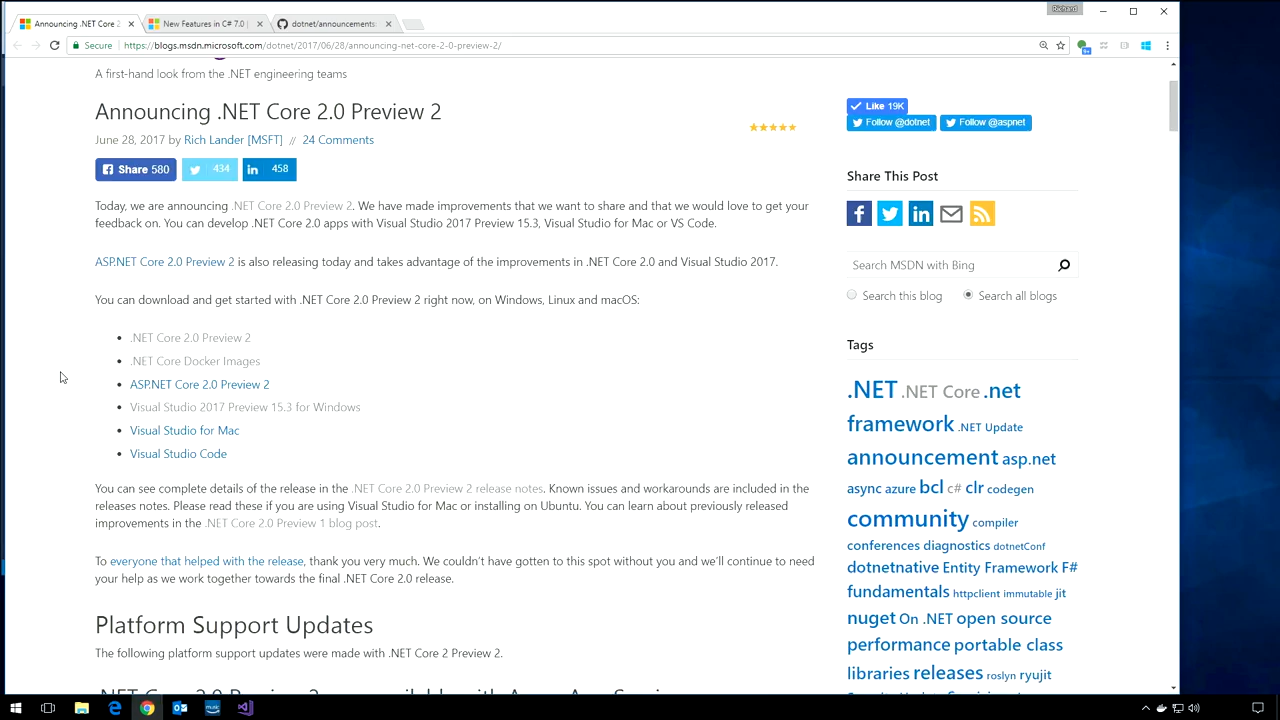 Richard
Announcing .NET Core 2
New Features in C# 7.0 |
dotnet/announcements:
Secure
https://blogs.msdn.microsoft.com/dotnet/2017/06/28/announcing-net-core-2-0-preview-2/
A first-hand look from the .NET engineering teams
Announcing .NET Core 2.0 Preview 2
June 28, 2017 by Rich Lander [MSFT] // 24 Comments
Share 580
434
458
Today, we are announcing .NET Core 2.0 Preview 2. We have made improvements that we want to share and that we would love to get your
feedback on. You can develop .NET Core 2.0 apps with Visual Studio 2017 Preview 15.3, Visual Studio for Mac or VS Code.
ASP.NET Core 2.0 Preview 2 is also releasing today and takes advantage of the improvements in .NET Core 2.0 and Visual Studio 2017.
You can download and get started with .NET Core 2.0 Preview 2 right now, on Windows, Linux and macOS:
• .NET Core 2.0 Preview 2
• .NET Core Docker Images
• ASP.NET Core 2.0 Preview 2
• Visual Studio 2017 Preview 15.3 for Windows
• Visual Studio for Mac
• Visual Studio Code
You can see complete details of the release in the .NET Core 2.0 Preview 2 release notes. Known issues and workarounds are included in the
releases notes. Please read these if you are using Visual Studio for Mac or installing on Ubuntu. You can learn about previously released
improvements in the .NET Core 2.0 Preview 1 blog post.
To everyone that helped with the release, thank you very much. We couldn't have gotten to this spot without you and we'll continue to need
your help as we work together towards the final .NET Core 2.0 release.
Platform Support Updates
The following platform support updates were made with .NET Core 2 Preview 2.
Like 19K
Follow @dotnet
Follow @aspnet
Share This Post
Search MSDN with Bing
Search this blog
Search all blogs
Tags
.NET .NET Core .net
framework .NET Update
announcement asp.net
async azure bcl c# clr codegen
community compiler
conferences diagnostics dotnetConf
dotnetnative Entity Framework F#
fundamentals httpclient immutable jit
nuget On .NET open source
performance portable class
libraries releases roslyn ryujit
music